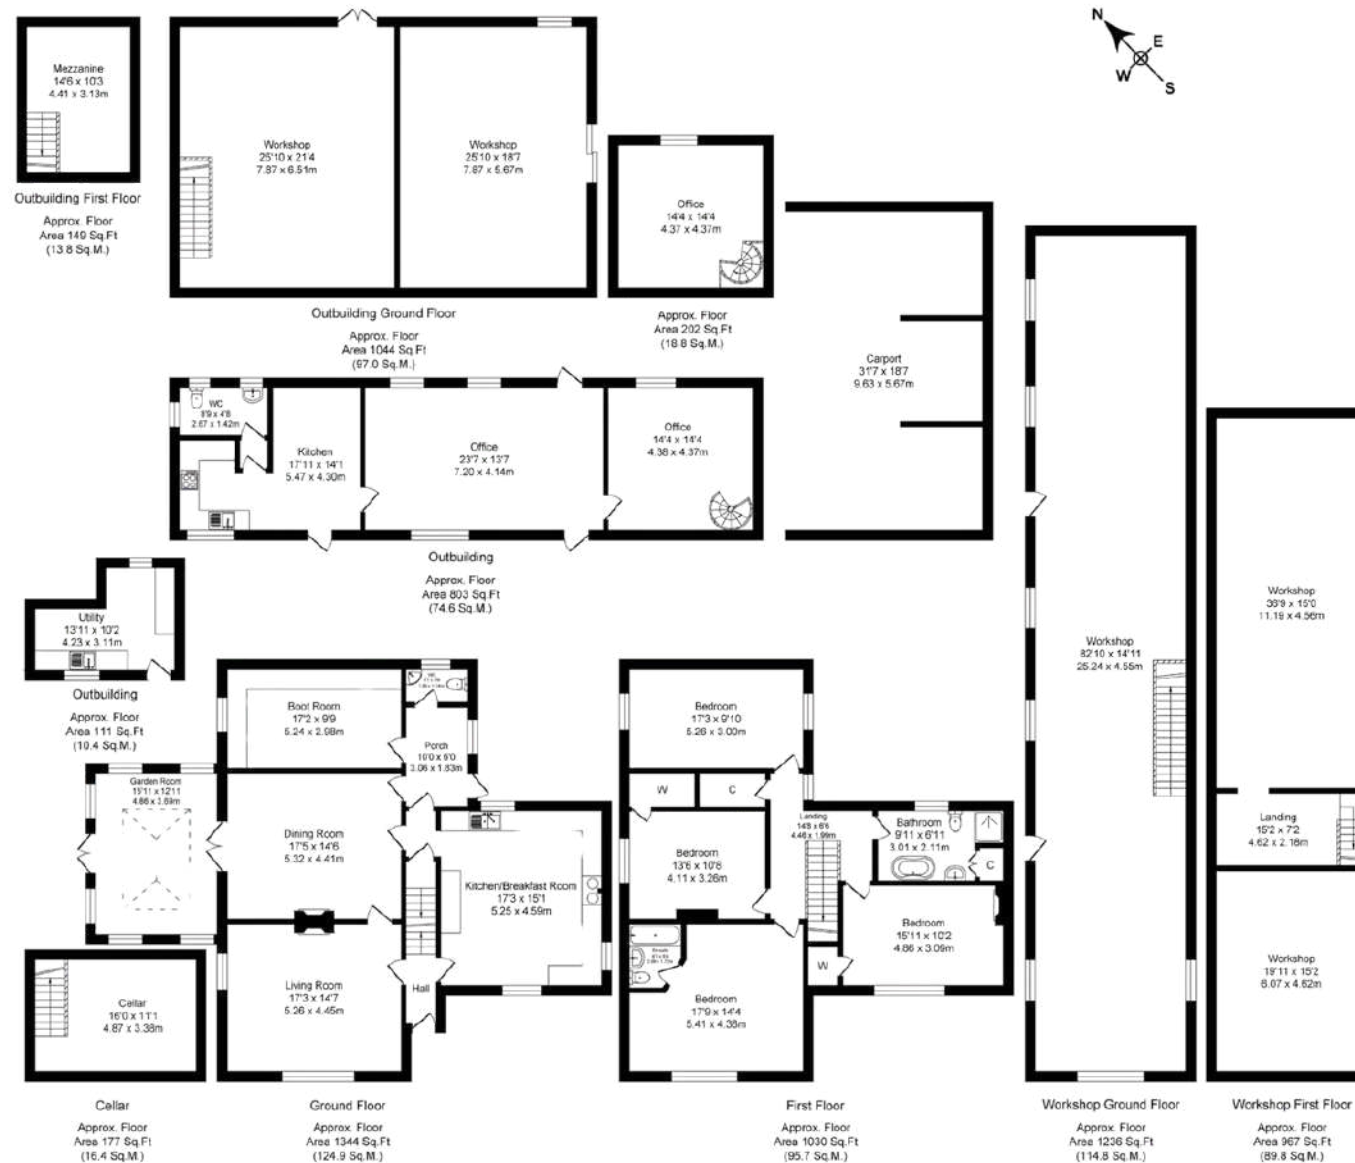 N
E
W
S
Mezzanine
14'6 x 10'3
4.41 x 3.13m
Outbuilding First Floor
Approx. Floor
Area 149 Sq.Ft
(13.8 Sq.M.)
Workshop
25'10 x 21'4
7.87 x 6.51m
Workshop
25'10 x 18'7
7.87 x 5.67m
Outbuilding Ground Floor
Approx. Floor
Area 1044 Sq.Ft
(97.0 Sq.M.)
Office
14'4 x 14'4
4.37 x 4.37m
Approx. Floor
Area 202 Sq.Ft
(18.8 Sq.M.)
Carport
31'7 x 18'7
9.63 x 5.67m
WC
8'9 x 4'8
2.67 x 1.42m
Kitchen
17'11 x 14'1
5.47 x 4.30m
Office
23'7 x 13'7
7.20 x 4.14m
Office
14'4 x 14'4
4.38 x 4.37m
Outbuilding
Approx. Floor
Area 803 Sq.Ft
(74.6 Sq.M.)
Utility
13'11 x 10'2
4.23 x 3.11m
Outbuilding
Approx. Floor
Area 111 Sq.Ft
(10.4 Sq.M.)
Boot Room
17'2 x 9'9
5.24 x 2.98m
Porch
10'0 x 6'0
3.06 x 1.83m
Garden Room
15'11 x 12'11
4.86 x 3.69m
Dining Room
17'5 x 14'6
5.32 x 4.41m
Kitchen/Breakfast Room
17'3 x 15'1
5.25 x 4.59m
Living Room
17'3 x 14'7
5.26 x 4.45m
Hall
Cellar
16'0 x 11'1
4.87 x 3.38m
Cellar
Approx. Floor
Area 177 Sq.Ft
(16.4 Sq.M.)
Ground Floor
Approx. Floor
Area 1344 Sq.Ft
(124.9 Sq.M.)
Bedroom
17'3 x 9'10
5.26 x 3.00m
W
C
Landing
14'8 x 6'6
4.46 x 1.99m
Bathroom
9'11 x 6'11
3.01 x 2.11m
C
Bedroom
13'6 x 10'8
4.11 x 3.26m
Bedroom
15'11 x 10'2
4.86 x 3.09m
W
Bedroom
17'9 x 14'4
5.41 x 4.38m
First Floor
Approx. Floor
Area 1030 Sq.Ft
(95.7 Sq.M.)
Workshop
82'10 x 14'11
25.24 x 4.55m
Workshop Ground Floor
Approx. Floor
Area 1236 Sq.Ft
(114.8 Sq.M.)
Workshop
36'9 x 15'0
11.19 x 4.56m
Landing
15'2 x 7'2
4.62 x 2.18m
Workshop
19'11 x 15'2
6.07 x 4.62m
Workshop First Floor
Approx. Floor
Area 967 Sq.Ft
(89.8 Sq.M.)